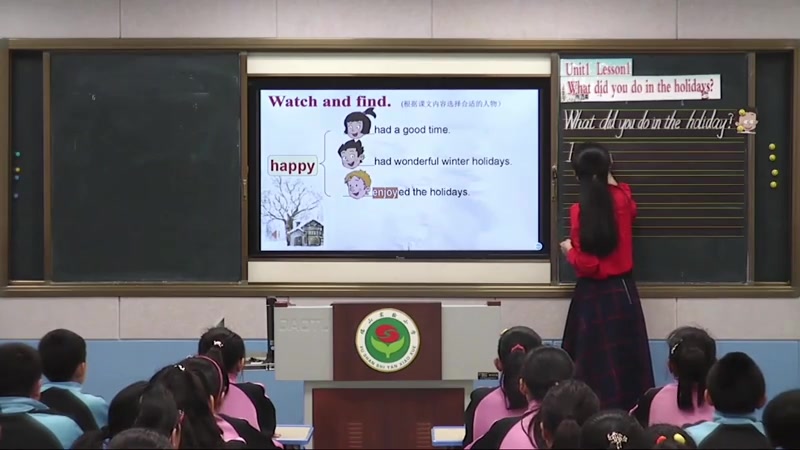 Watch and find. (根据课文内容选择合适的人物)
had a good time.
happy
had wonderful winter holidays.
enjoyed the holidays.
Unit1 Lesson1
What did you do in the holidays?
What did you do in the holiday?
I